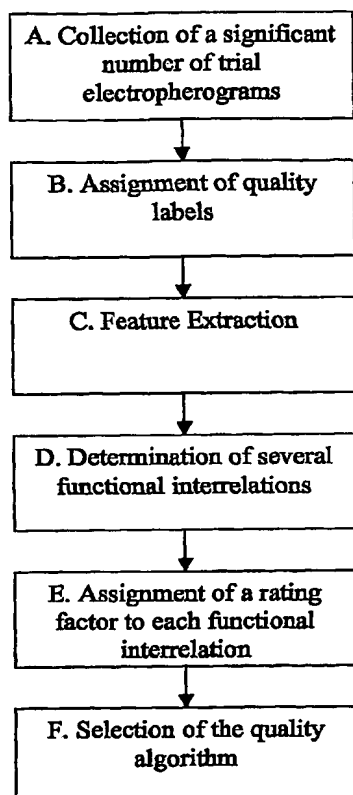 A. Collection of a significant
number of trial
electropherograms
B. Assignment of quality
labels
C. Feature Extraction
D. Determination of several
functional interrelations
E. Assignment of a rating
factor to each functional
interrelation
F. Selection of the quality
algorithm